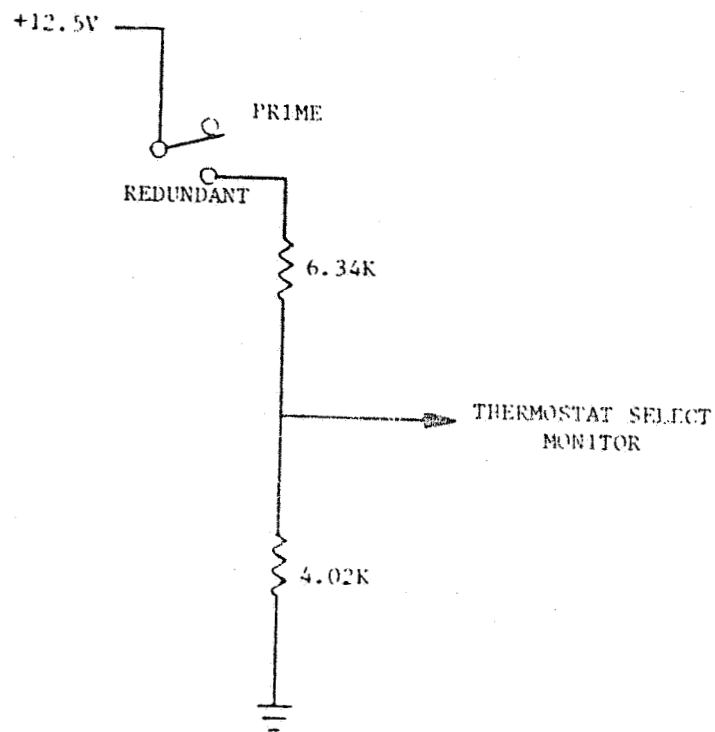 +12.5V
PRIME
REDUNDANT
6.34K
THERMOSTAT SELECT
MONITOR
4.02K